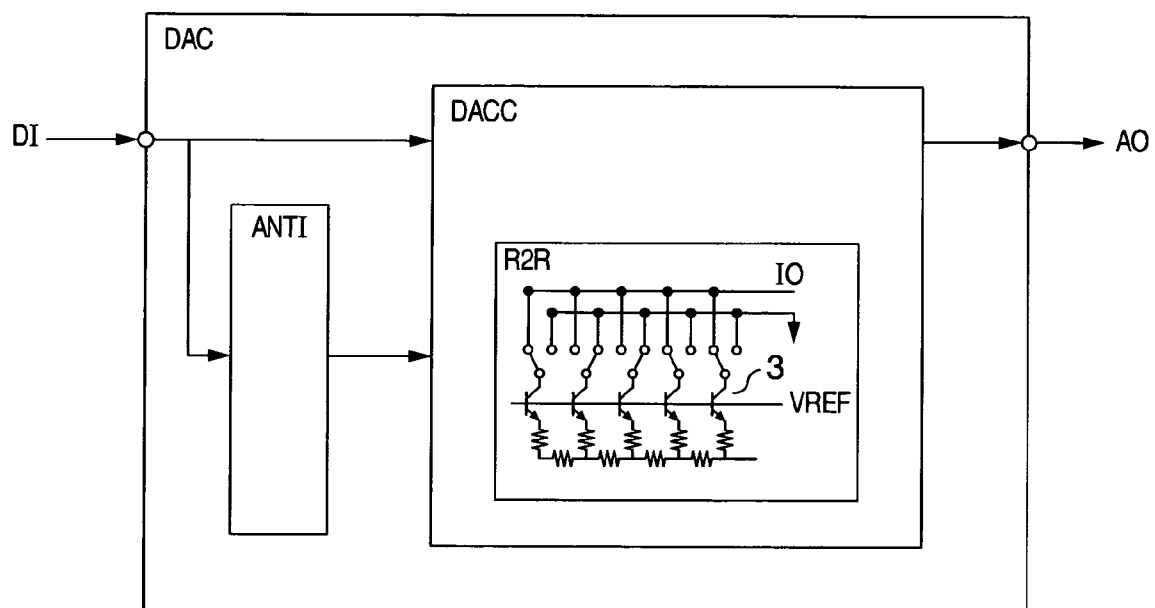 DAC
DACC
DI
AO
ANTI
R2R
IO
3
VREF